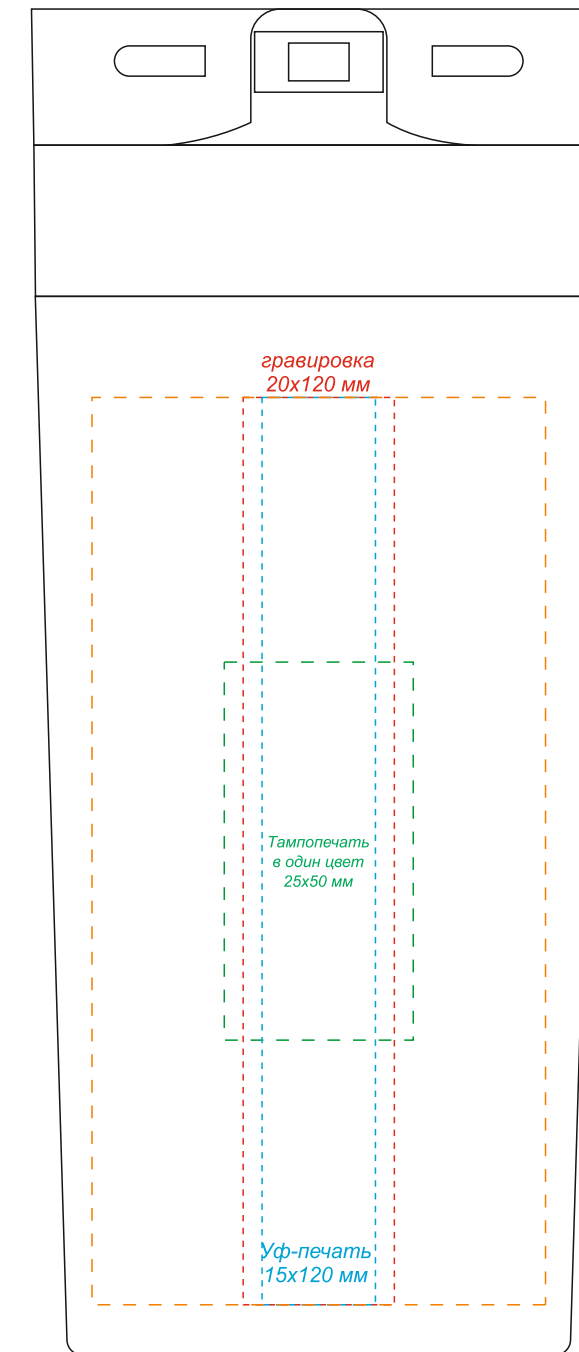 гравировка
20х120 мм
Тампопечать
в один цвет
25х50 мм
Уф-печать
15х120 мм